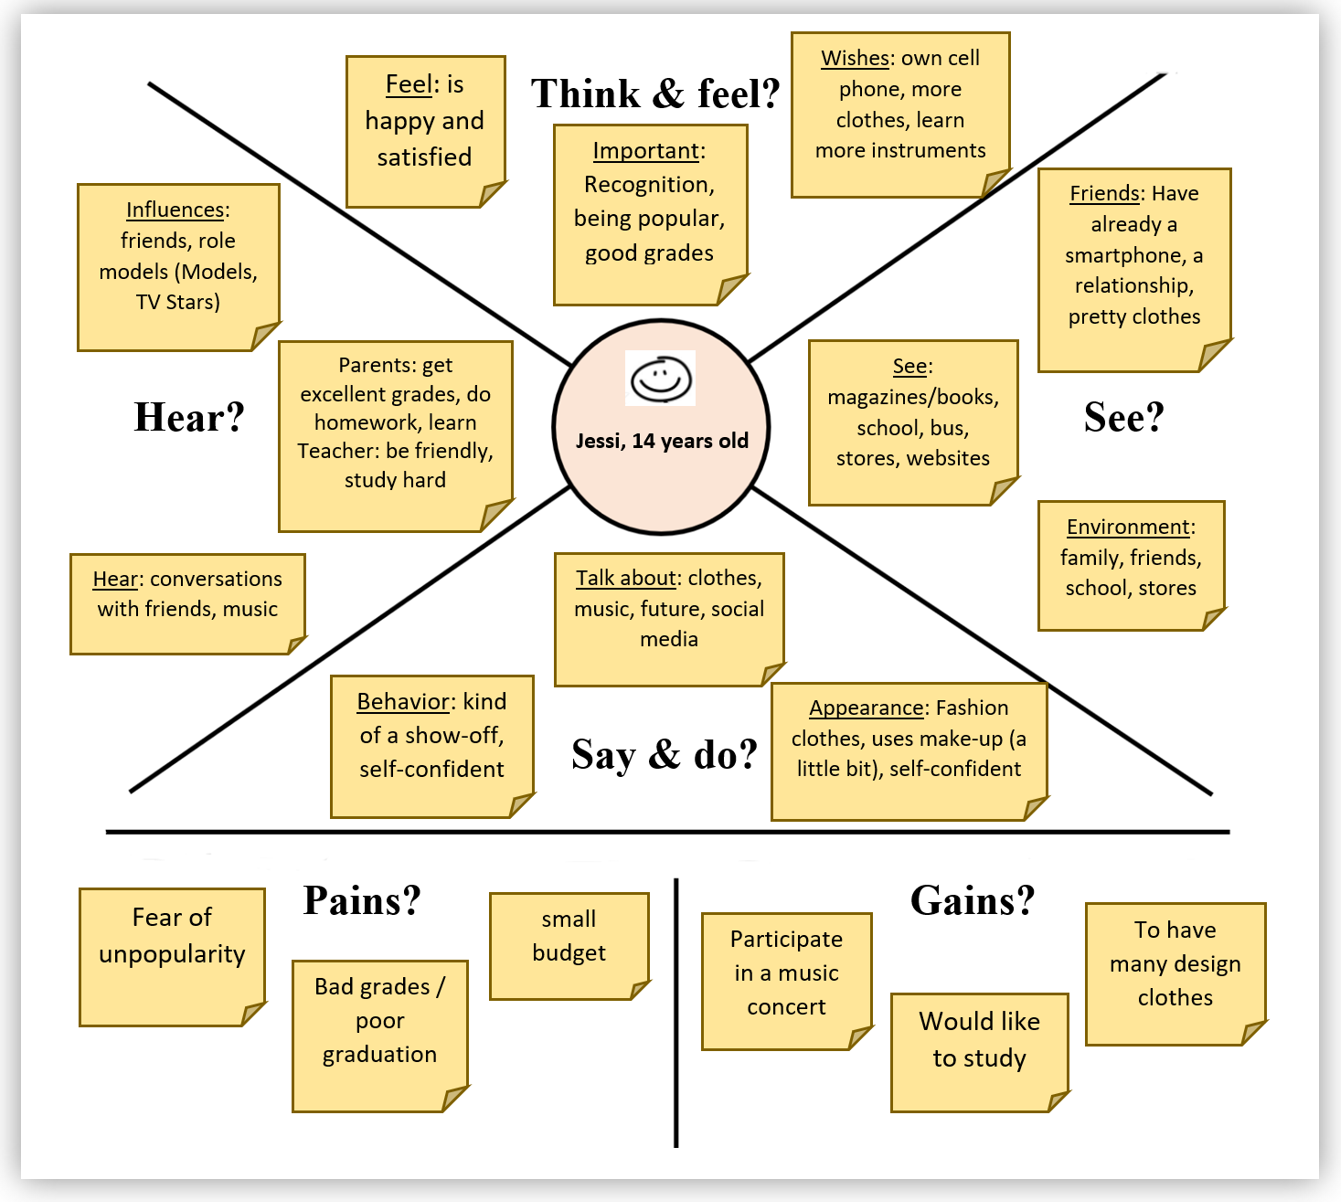 Think & feel?
Feel: is
happy and
satisfied
Important:
Recognition,
being popular,
good grades
Wishes: own cell
phone, more
clothes, learn
more instruments
Influences:
friends, role
models (Models,
TV Stars)
Hear?
Parents: get
excellent grades, do
homework, learn
Teacher: be friendly,
study hard
Hear: conversations
with friends, music
Jessi, 14 years old
Friends: Have
already a
smartphone, a
relationship,
pretty clothes
See?
See:
magazines/books,
school, bus,
stores, websites
Environment:
family, friends,
school, stores
Talk about: clothes,
music, future, social
media
Say & do?
Behavior: kind
of a show-off,
self-confident
Appearance: Fashion
clothes, uses make-up (a
little bit), self-confident
Pains?
Fear of
unpopularity
Bad grades /
poor
graduation
small
budget
Gains?
Participate
in a music
concert
Would like
to study
To have
many design
clothes